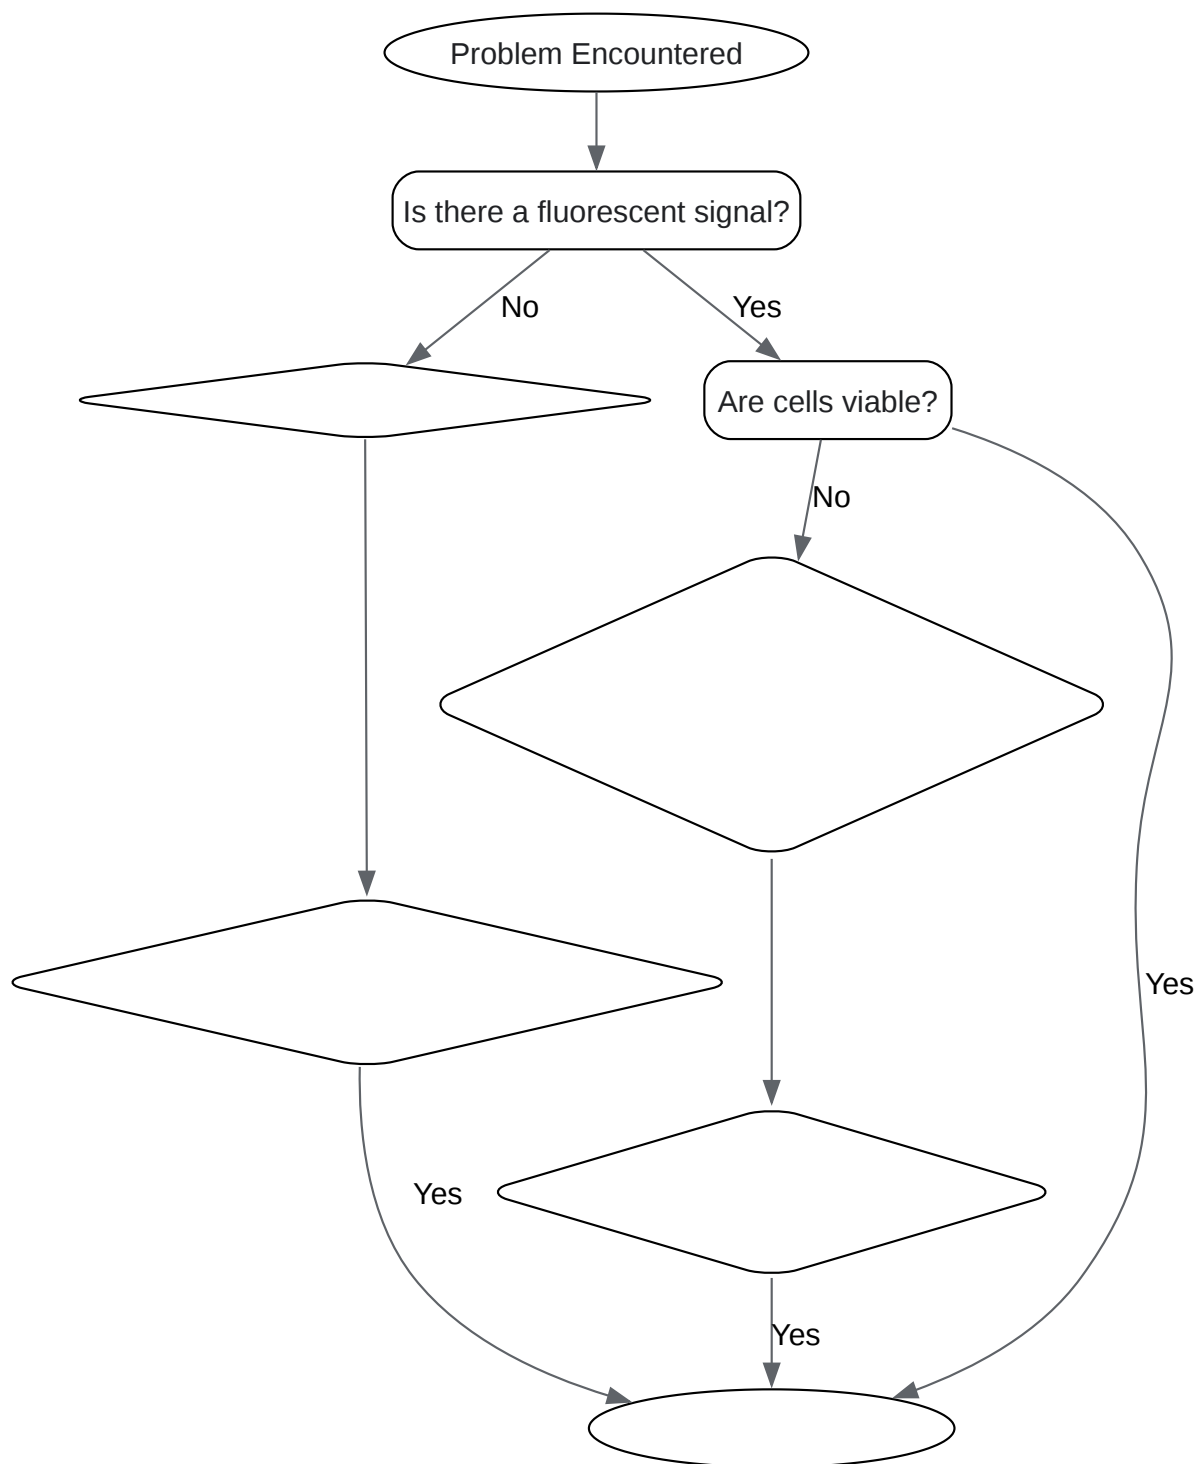 Problem Encountered
Is there a fluorescent signal?
No
Yes
Are cells viable?
No
Yes
Yes
Yes